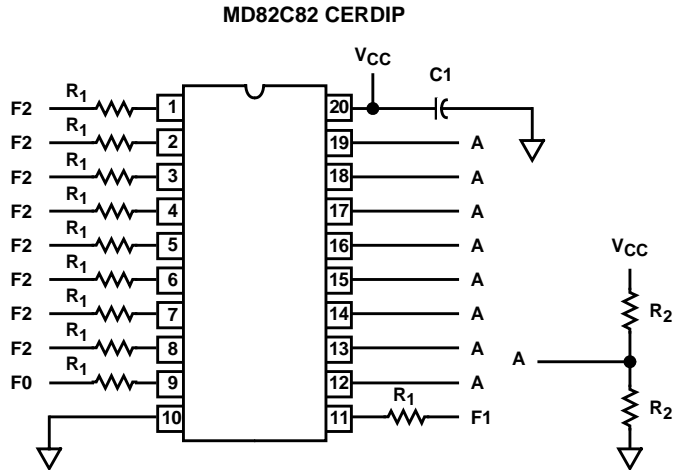 MD82C82 CERDIP
VCC
C1
R1
F2 1 20
R1
F2 2 19 A
R1
F2 3 18 A
R1
F2 4 17 A
R1
F2 5 16 A
R1
F2 6 15 A
R1
F2 7 14 A
R1
F2 8 13 A
R1
F0 9 12 A
10 11 R1 F1
VCC
R2
A
R2